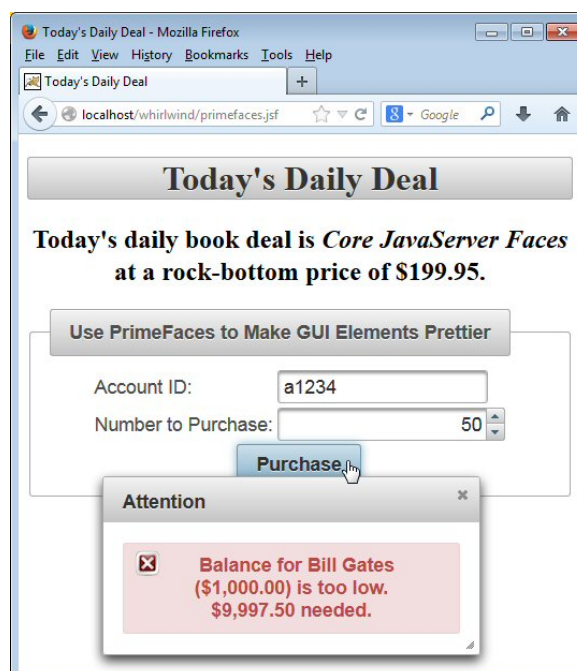 Today's Daily Deal - Mozilla Firefox
File Edit View History Bookmarks Tools Help
Today's Daily Deal +
localhost/whirlwind/primefaces.jsf 8 Google
Today's Daily Deal
Today's daily book deal is Core JavaServer Faces
at a rock-bottom price of $199.95.
Use PrimeFaces to Make GUI Elements Prettier
Account ID: a1234
Number to Purchase: 50
Purchase
Attention
Balance for Bill Gates
($1,000.00) is too low.
$9,997.50 needed.